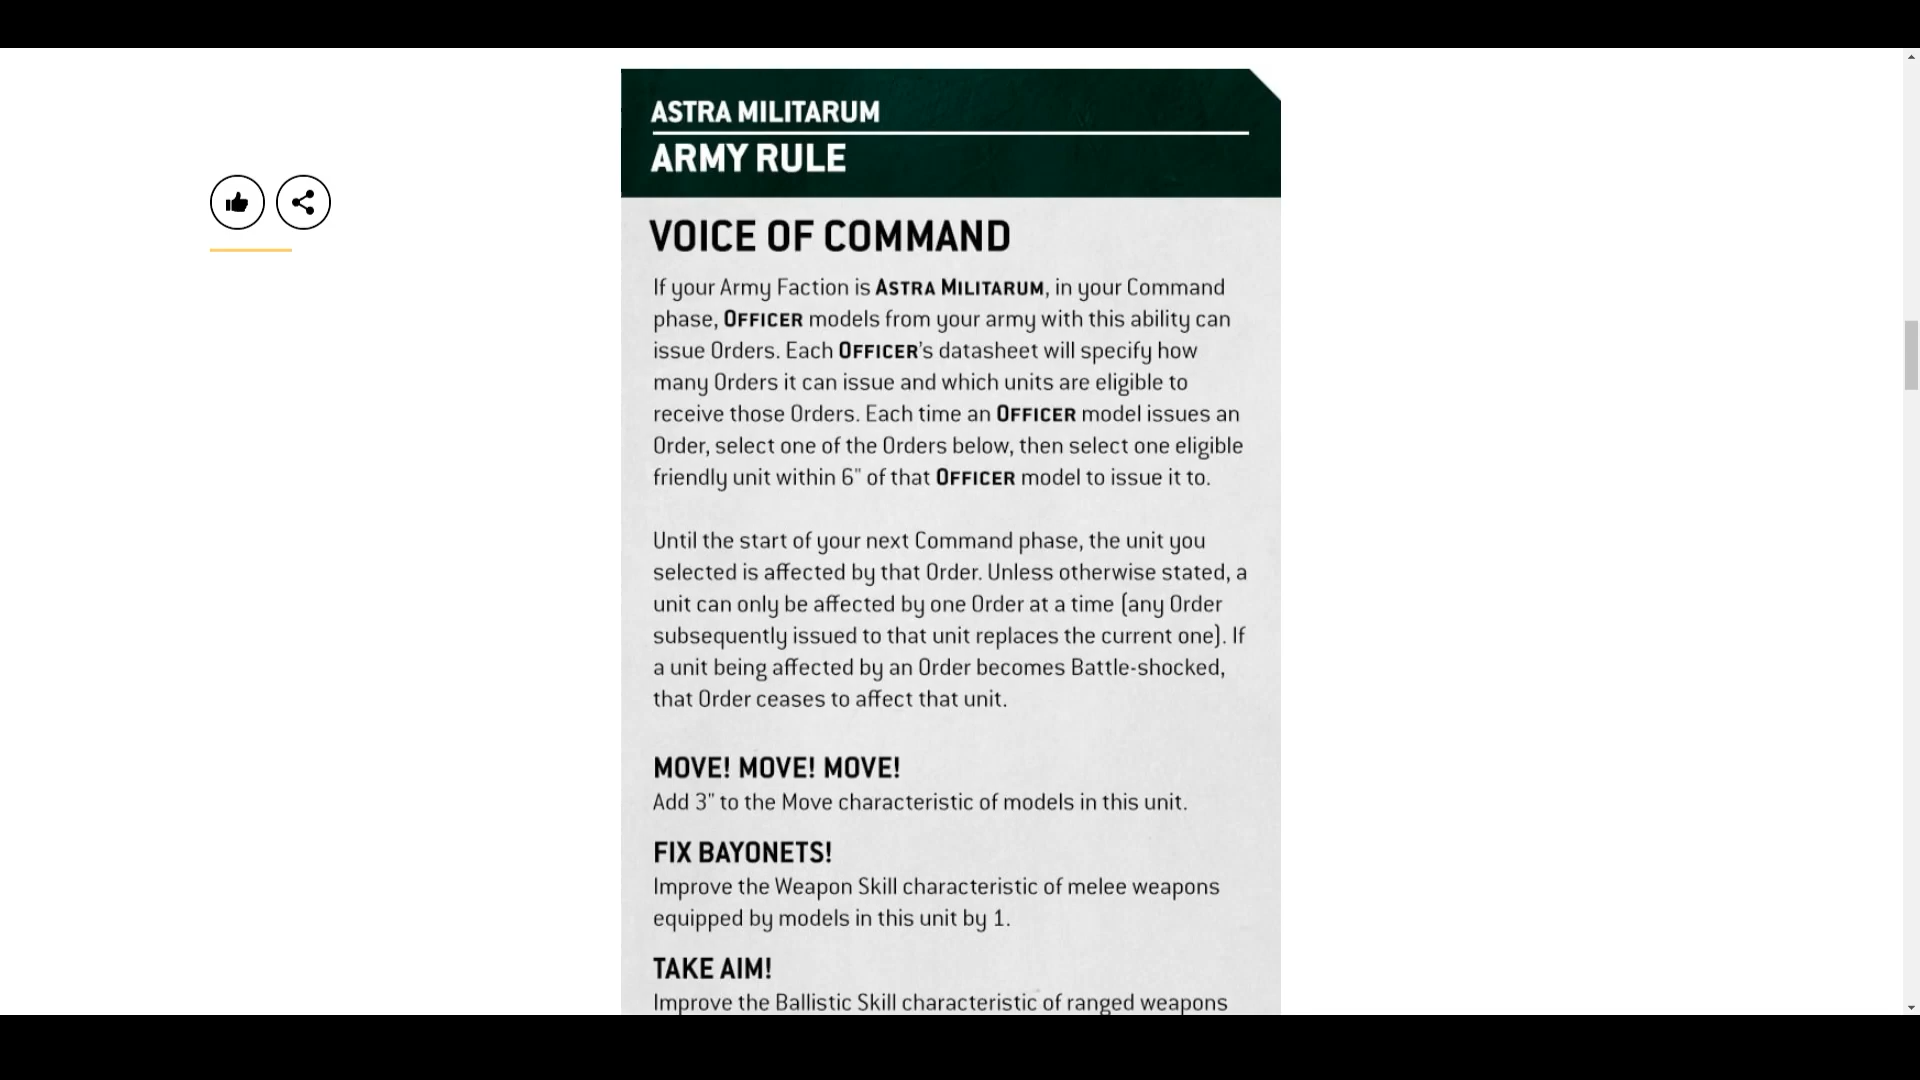 ASTRA MILITARUM
ARMY RULE
VOICE OF COMMAND
If your Army Faction is ASTRA MILITARUM, in your Command
phase, OFFICER models from your army with this ability can
issue Orders. Each OFFICER's datasheet will specify how
many Orders it can issue and which units are eligible to
receive those Orders. Each time an OFFICER model issues an
Order, select one of the Orders below, then select one eligible
friendly unit within 6" of that OFFICER model to issue it to.
Until the start of your next Command phase, the unit you
selected is affected by that Order. Unless otherwise stated, a
unit can only be affected by one Order at a time (any Order
subsequently issued to that unit replaces the current one). If
a unit being affected by an Order becomes Battle-shocked,
that Order ceases to affect that unit.
MOVE! MOVE! MOVE!
Add 3" to the Move characteristic of models in this unit.
FIX BAYONETS!
Improve the Weapon Skill characteristic of melee weapons
equipped by models in this unit by 1.
TAKE AIM!
Improve the Ballistic Skill characteristic of ranged weapons